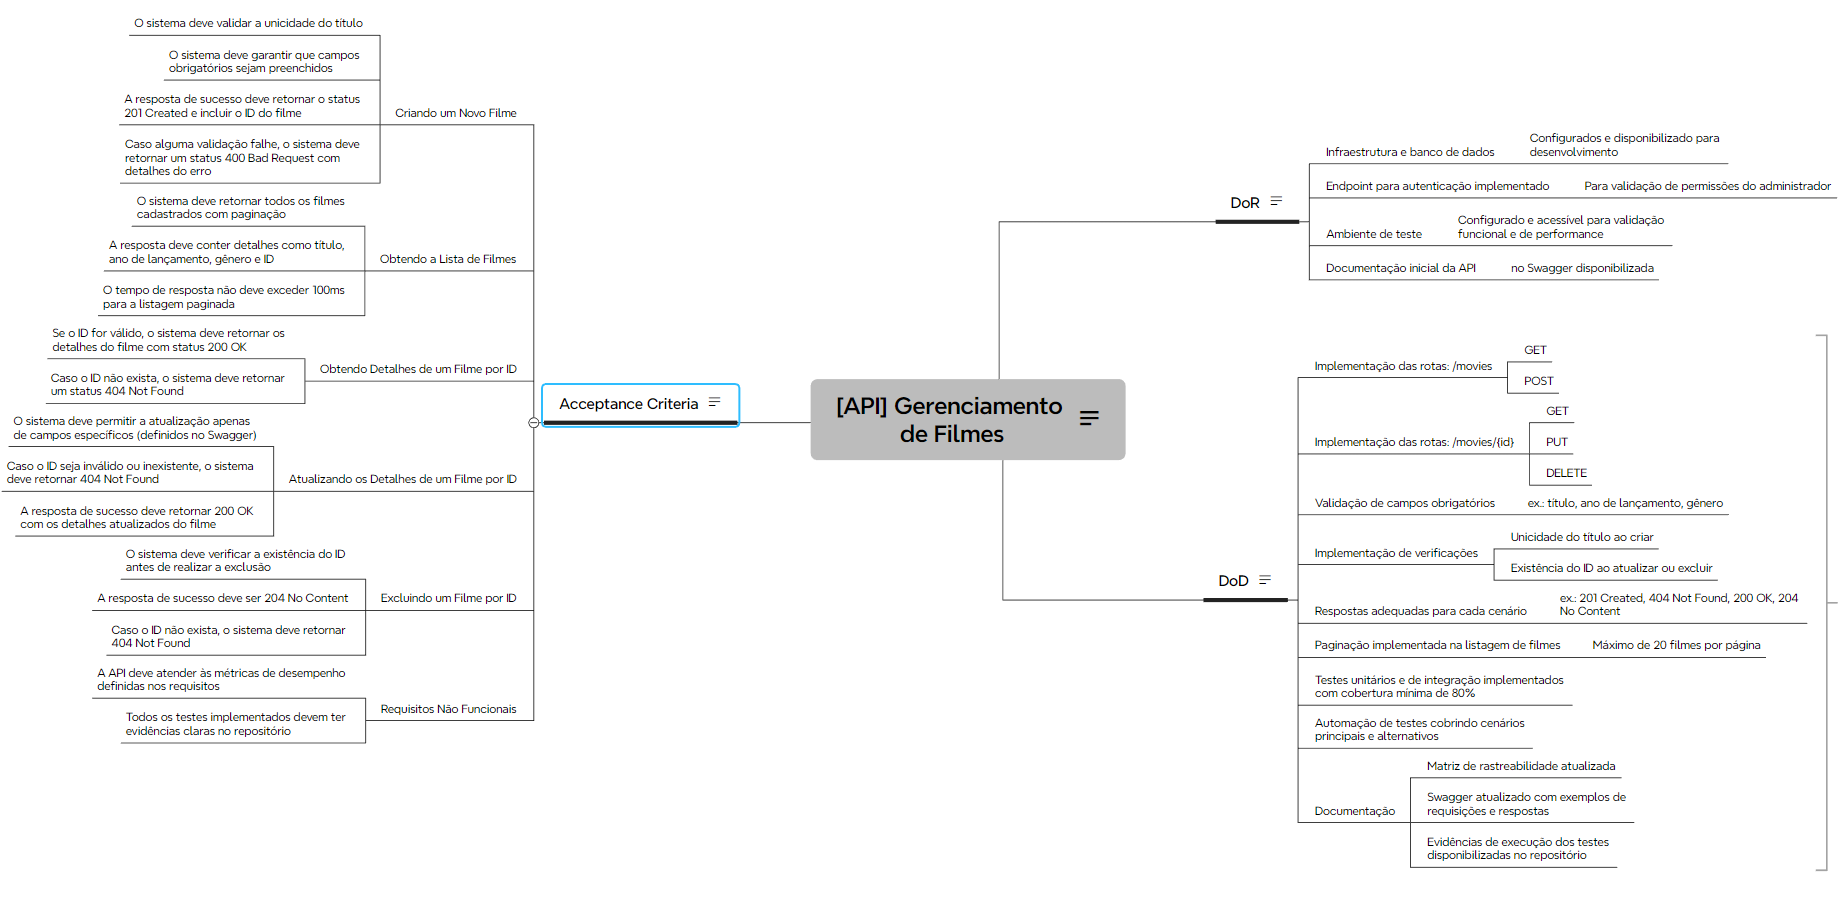 O sistema deve validar a unicidade do título
O sistema deve garantir que campos
obrigatórios sejam preenchidos
A resposta de sucesso deve retornar o status
201 Created e incluir o ID do filme
Caso alguma validação falhe, o sistema deve
retornar um status 400 Bad Request com
detalhes do erro
Criando um Novo Filme
O sistema deve retornar todos os filmes
cadastrados com paginação
A resposta deve conter detalhes como título,
ano de lançamento, gênero e ID
O tempo de resposta não deve exceder 100ms
para a listagem paginada
Obtendo a Lista de Filmes
Se o ID for válido, o sistema deve retornar os
detalhes do filme com status 200 OK
Caso o ID não exista, o sistema deve retornar
um status 404 Not Found
Obtendo Detalhes de um Filme por ID
O sistema deve permitir a atualização apenas
de campos específicos (definidos no Swagger)
Caso o ID seja inválido ou inexistente, o sistema
deve retornar 404 Not Found
A resposta de sucesso deve retornar 200 OK
com os detalhes atualizados do filme
Atualizando os Detalhes de um Filme por ID
O sistema deve verificar a existência do ID
antes de realizar a exclusão
A resposta de sucesso deve ser 204 No Content
Caso o ID não exista, o sistema deve retornar
404 Not Found
Excluindo um Filme por ID
A API deve atender às métricas de desempenho
definidas nos requisitos
Todos os testes implementados devem ter
evidências claras no repositório
Requisitos Não Funcionais
Acceptance Criteria
[API] Gerenciamento
de Filmes
DoR
Infraestrutura e banco de dados
Configurados e disponibilizado para
desenvolvimento
Endpoint para autenticação implementado
Para validação de permissões do administrador
Ambiente de teste
Configurado e acessível para validação
funcional e de performance
Documentação inicial da API
no Swagger disponibilizada
DoD
Implementação das rotas: /movies
GET
POST
Implementação das rotas: /movies/{id}
GET
PUT
DELETE
Validação de campos obrigatórios
ex.: título, ano de lançamento, gênero
Implementação de verificações
Unicidade do título ao criar
Existência do ID ao atualizar ou excluir
Respostas adequadas para cada cenário
ex.: 201 Created, 404 Not Found, 200 OK, 204
No Content
Paginação implementada na listagem de filmes
Máximo de 20 filmes por página
Testes unitários e de integração implementados
com cobertura mínima de 80%
Automação de testes cobrindo cenários
principais e alternativos
Documentação
Matriz de rastreabilidade atualizada
Swagger atualizado com exemplos de
requisições e respostas
Evidências de execução dos testes
disponibilizadas no repositório